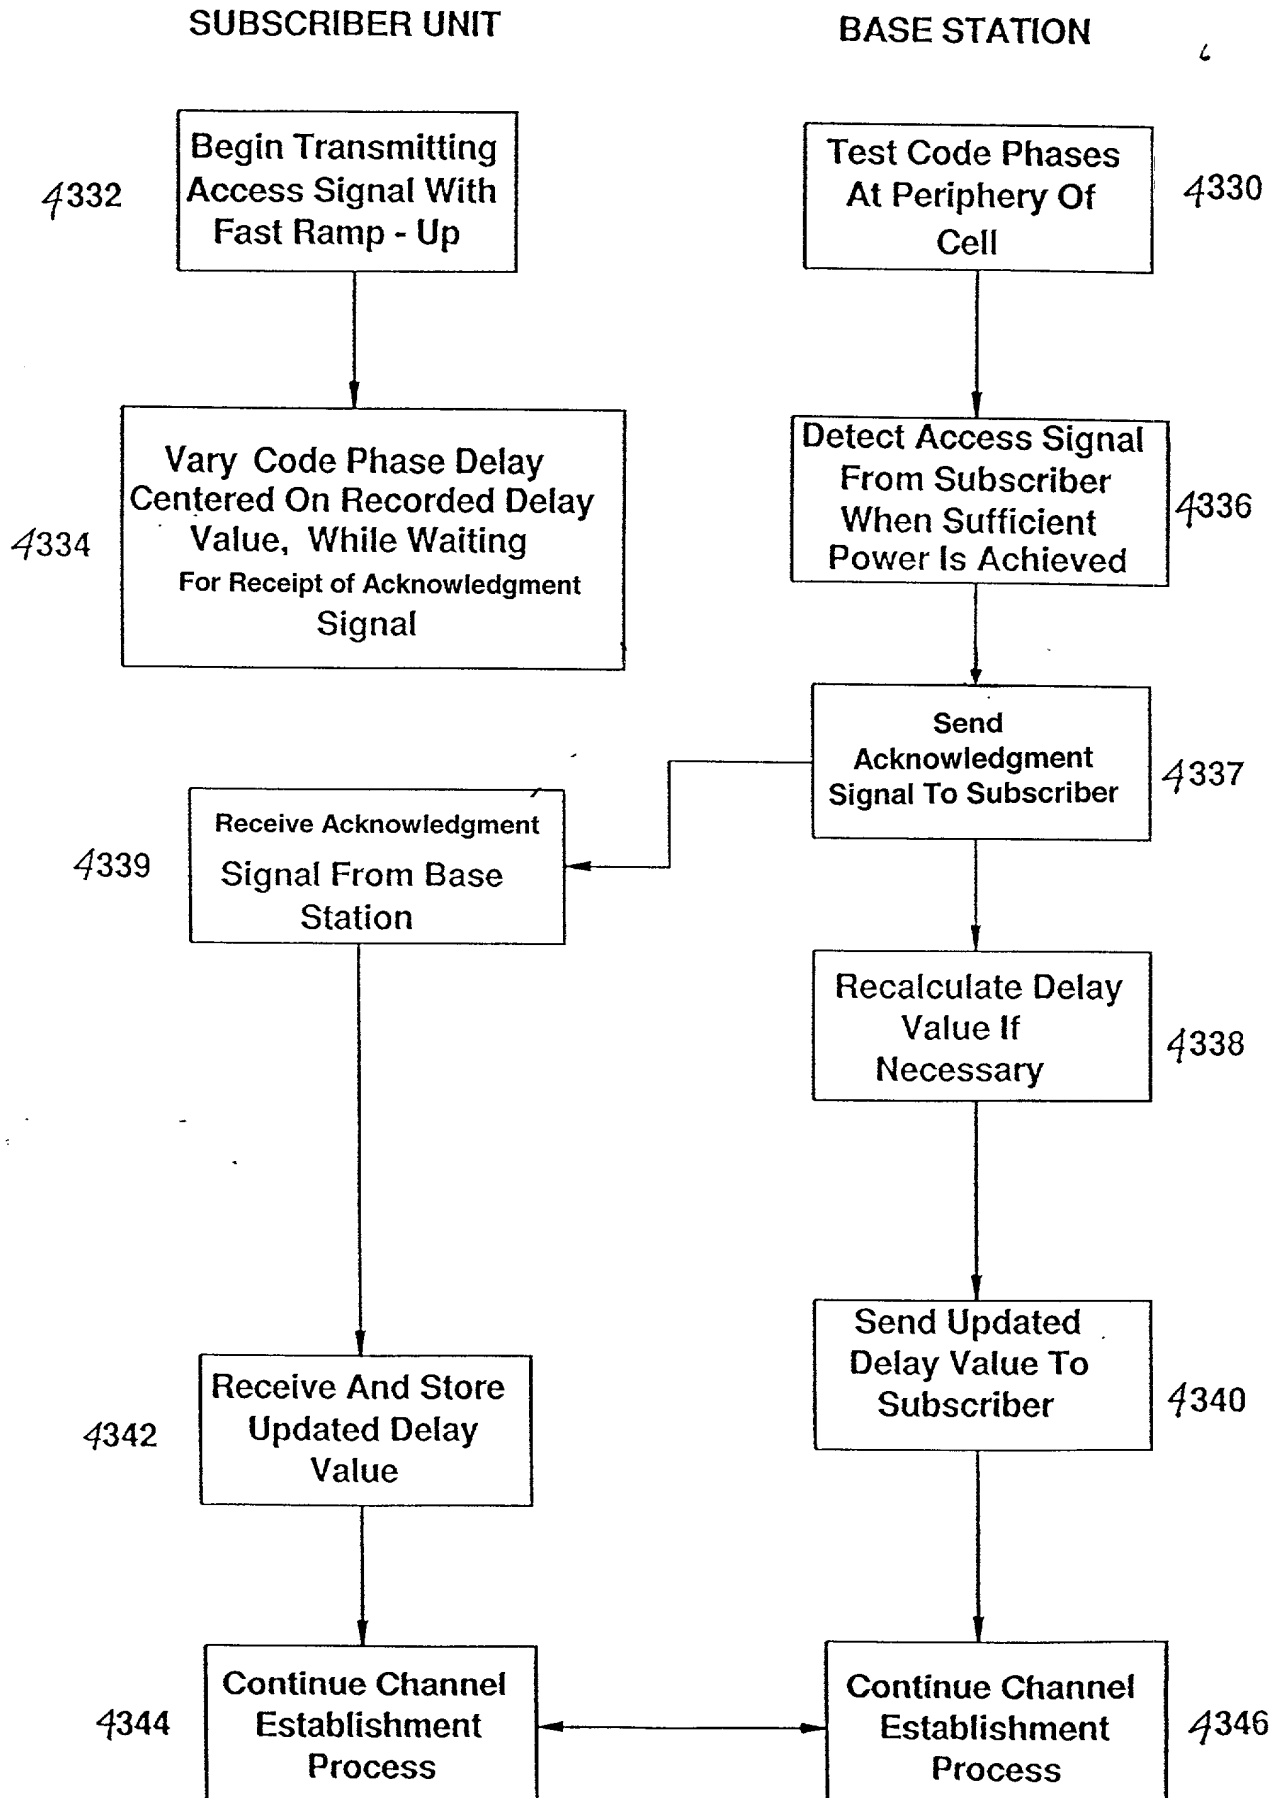 SUBSCRIBER UNIT
BASE STATION
Begin Transmitting
Access Signal With
Fast Ramp - Up
4332
Test Code Phases
At Periphery Of
Cell
4330
Vary Code Phase Delay
Centered On Recorded Delay
Value, While Waiting
For Receipt of Acknowledgment
Signal
4334
Detect Access Signal
From Subscriber
When Sufficient
Power Is Achieved
4336
Send
Acknowledgment
Signal To Subscriber
4337
Receive Acknowledgment
Signal From Base
Station
4339
Recalculate Delay
Value If
Necessary
4338
Send Updated
Delay Value To
Subscriber
4340
Receive And Store
Updated Delay
Value
4342
Continue Channel
Establishment
Process
4344
Continue Channel
Establishment
Process
4346